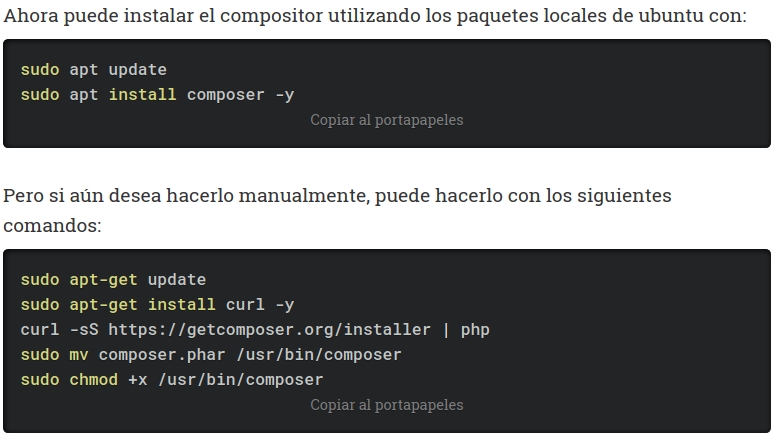 Ahora puede instalar el compositor utilizando los paquetes locales de ubuntu con:
sudo apt update
sudo apt install composer -y
Copiar al portapapeles
Pero si aún desea hacerlo manualmente, puede hacerlo con los siguientes
comandos:
sudo apt-get update
sudo apt-get install curl -y
curl -sS https://getcomposer.org/installer | php
sudo mv composer.phar /usr/bin/composer
sudo chmod +x /usr/bin/composer
Copiar al portapapeles